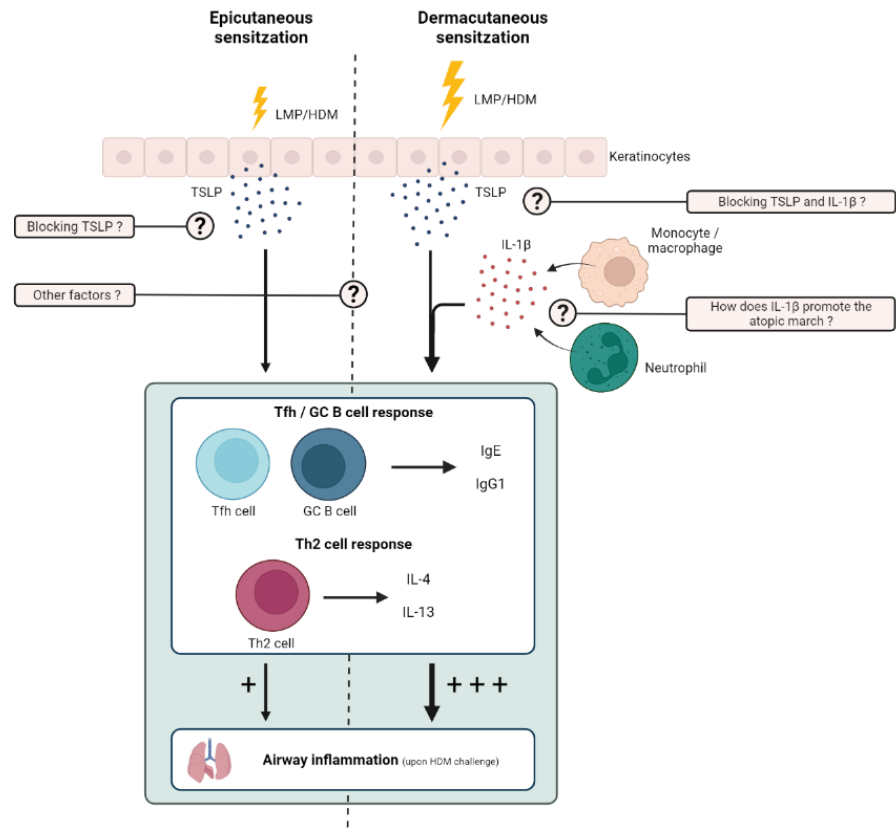 Epicutaneous
sensitzation
Dermacutaneous
sensitzation
LMP/HDM
LMP/HDM
Keratinocytes
TSLP
TSLP
?
Blocking TSLP and IL-1β ?
Blocking TSLP ?
?
IL-1β
Monocyte /
macrophage
Other factors ?
?
?
How does IL-1β promote the
atopic march ?
Neutrophil
Tfh / GC B cell response
IgE
IgG1
Tfh cell
GC B cell
Th2 cell response
IL-4
IL-13
Th2 cell
+
+ + +
Airway inflammation (upon HDM challenge)